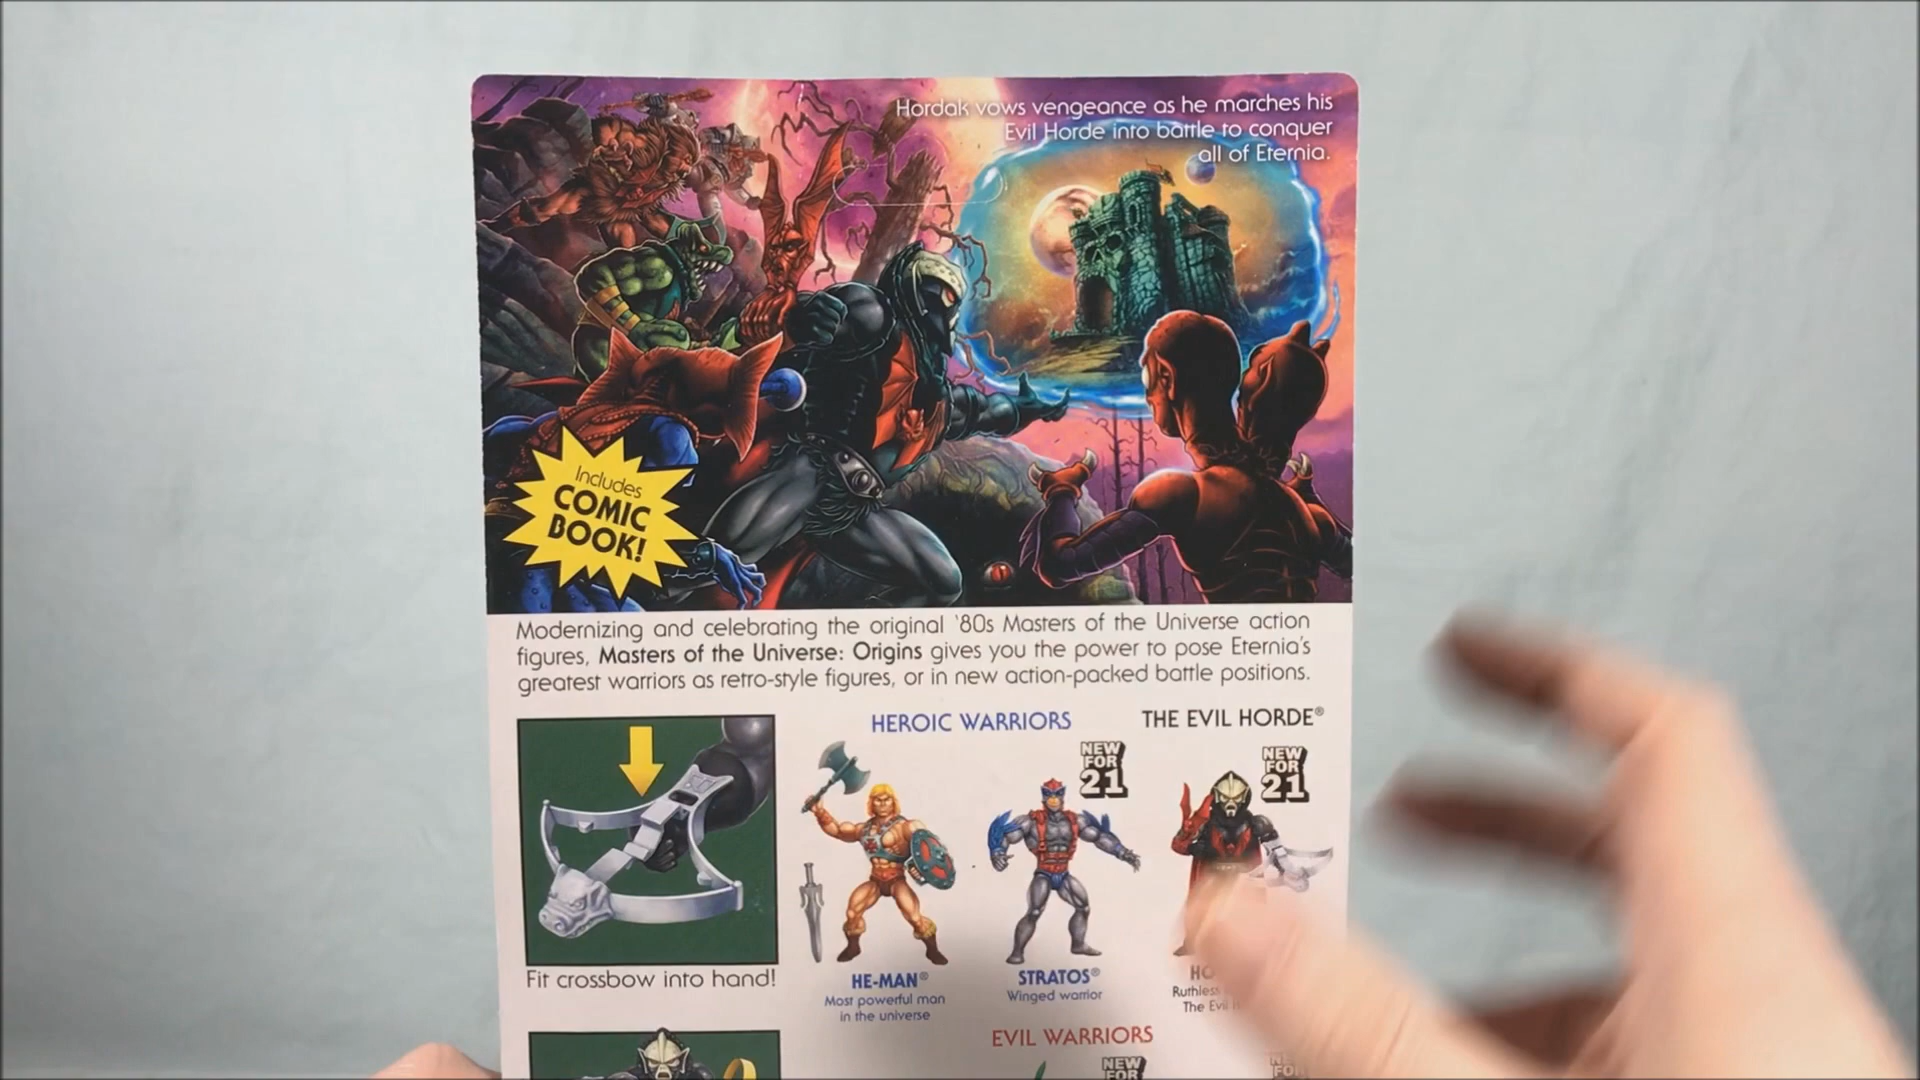 Hordak vows vengeance as he marches his
Evil Horde into battle to conquer
all of Eternia.
Includes
COMIC
BOOK!
Modernizing and celebrating the original '80s Masters of the Universe action
figures, Masters of the Universe: Origins gives you the power to pose Eternia's
greatest warriors as retro-style figures, or in new action-packed battle positions.
Fit crossbow into hand!
HEROIC WARRIORS
NEW
FOR
21
HE-MAN®
Most powerful man
in the universe
STRATOS®
Winged warrior
THE EVIL HORDE®
NEW
FOR
21
Ruthless
The Evil
EVIL WARRIORS
NEW
FOR